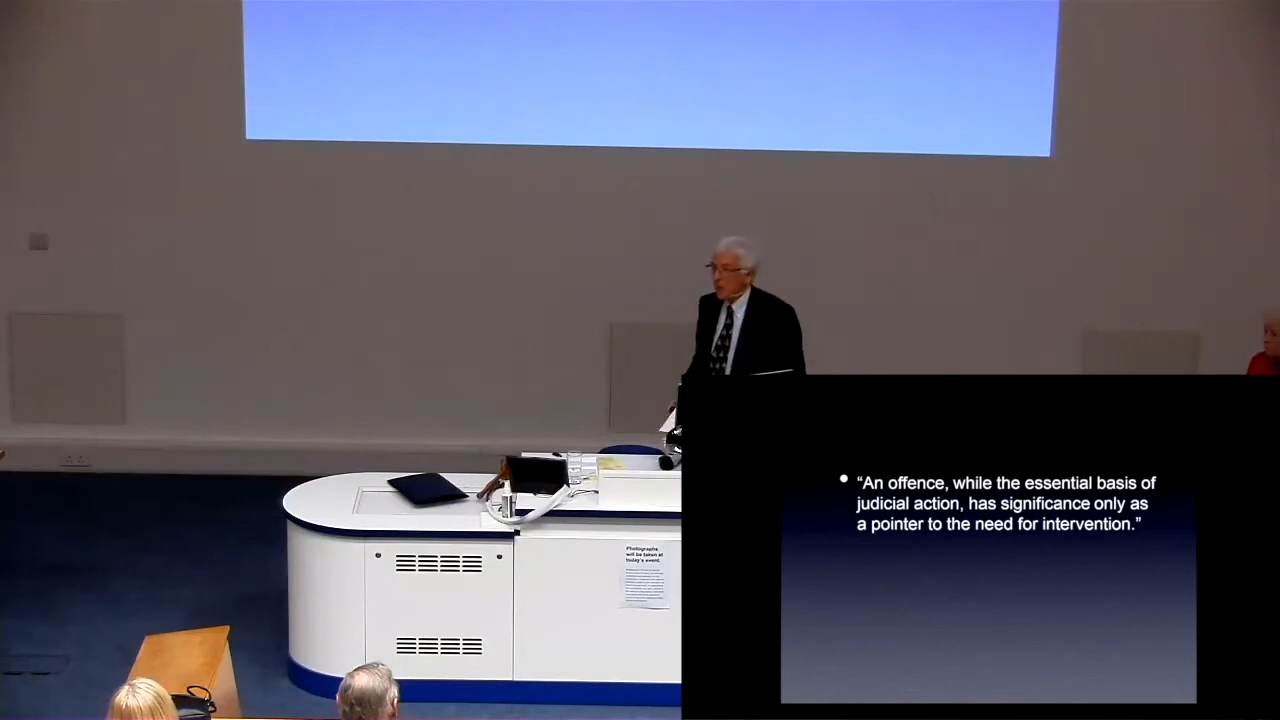 • “An offence, while the essential basis of
judicial action, has significance only as
a pointer to the need for intervention.”
Photographs
will be taken at
today's event.